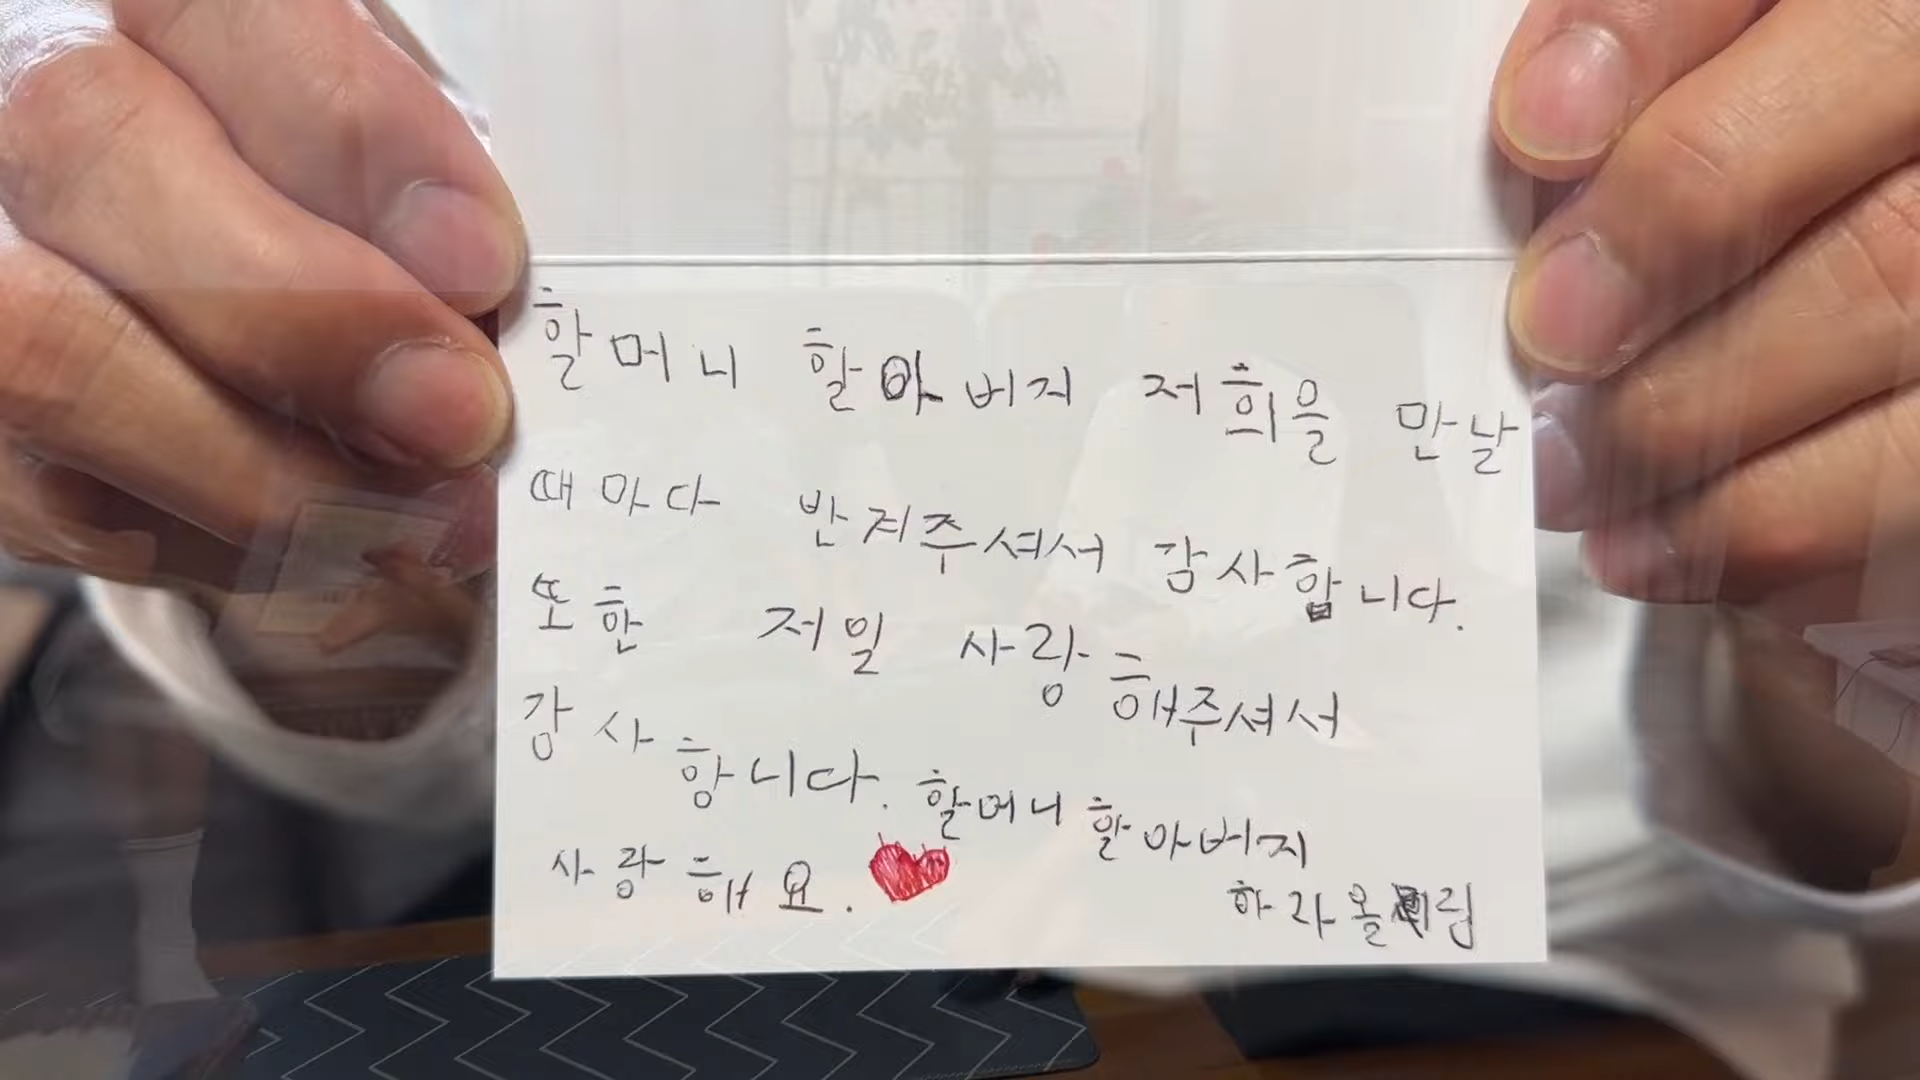 할머니 할아버지 저희을 만날
때마다 반겨주셔서 감사합니다.
또한 저일 사랑해주셔서
감사항니다. 할머니 할아버지
사랑해요.
하라올림